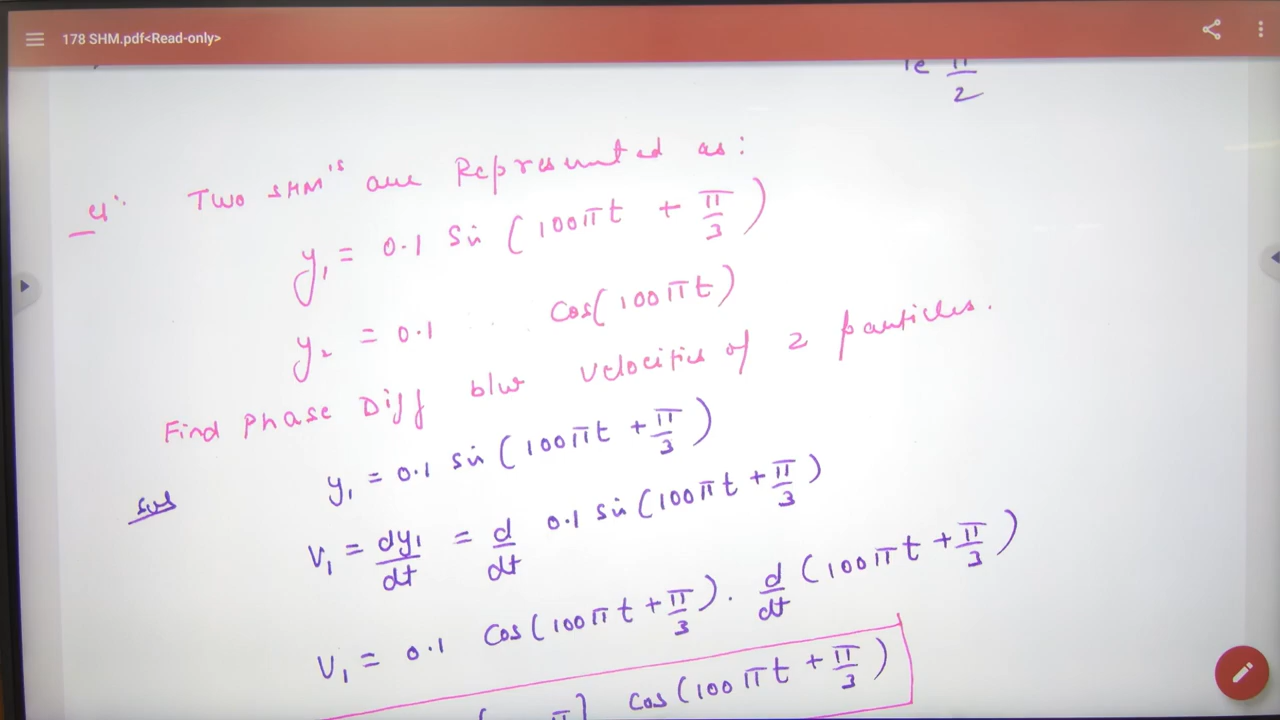 178 SHM.pdf<Read-only>
ie π/2
Q: Two SHM's are Represented as:
y₁ = 0.1 Sin (100πt + π/3)
y₂ = 0.1 Cos(100πt)
Find Phase Diff b/w velocities of 2 particles.
y₁ = 0.1 sin (100πt + π/3)
V₁ = dy₁/dt = d/dt 0.1 sin (100πt + π/3)
V₁ = 0.1 Cos (100πt + π/3). d/dt (100πt + π/3)
Cos (100πt + π/3)